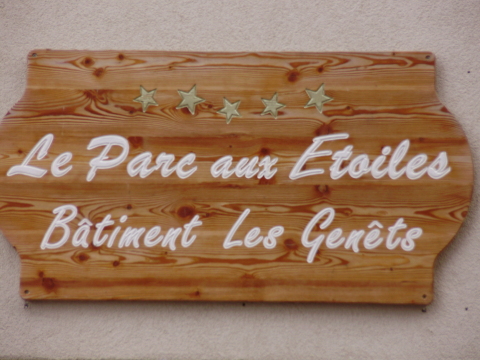 Le Parc aux Etoiles
Bâtiment Les Genêts